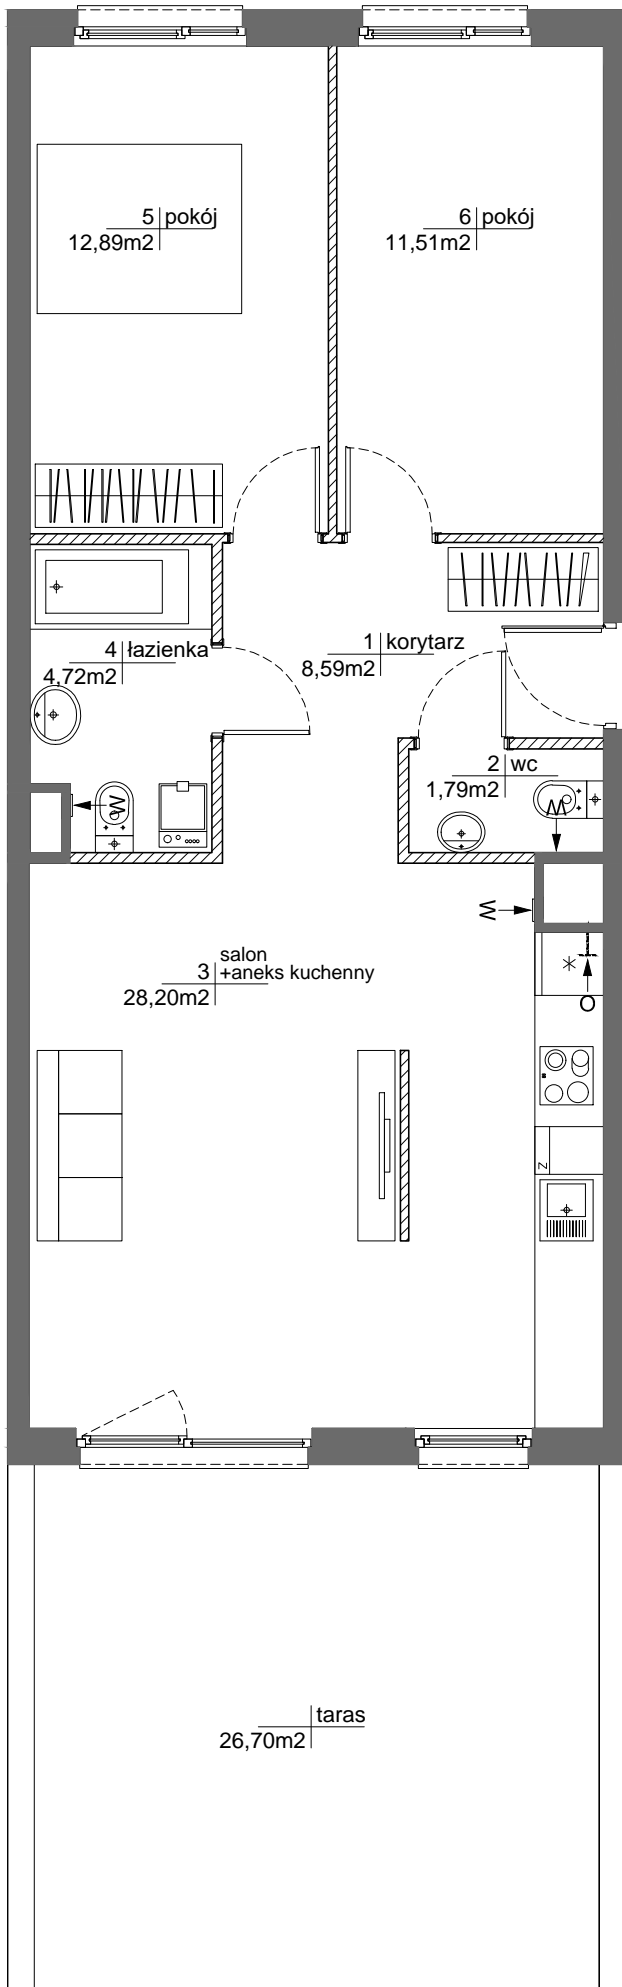 5 pokój
12,89m2
6 pokój
11,51m2
1 korytarz
8,59m2
4 łazienka
4,72m2
2 wc
1,79m2
W
W
W
salon
3 +aneks kuchenny
28,20m2
O
Z
taras
26,70m2